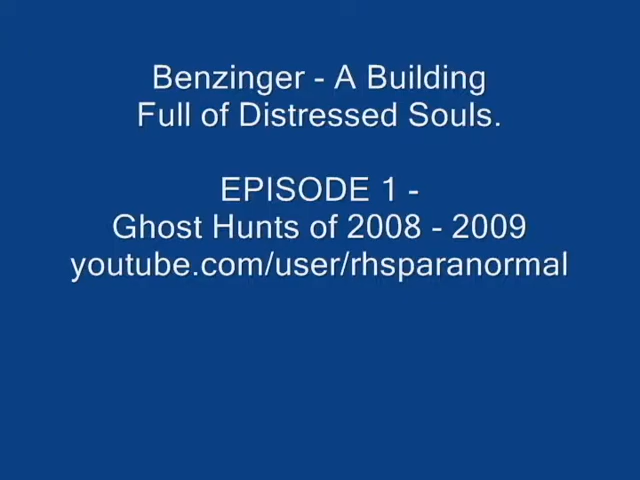 Benzinger - A Building
Full of Distressed Souls.
EPISODE 1 -
Ghost Hunts of 2008 - 2009
youtube.com/user/rhsparanormal